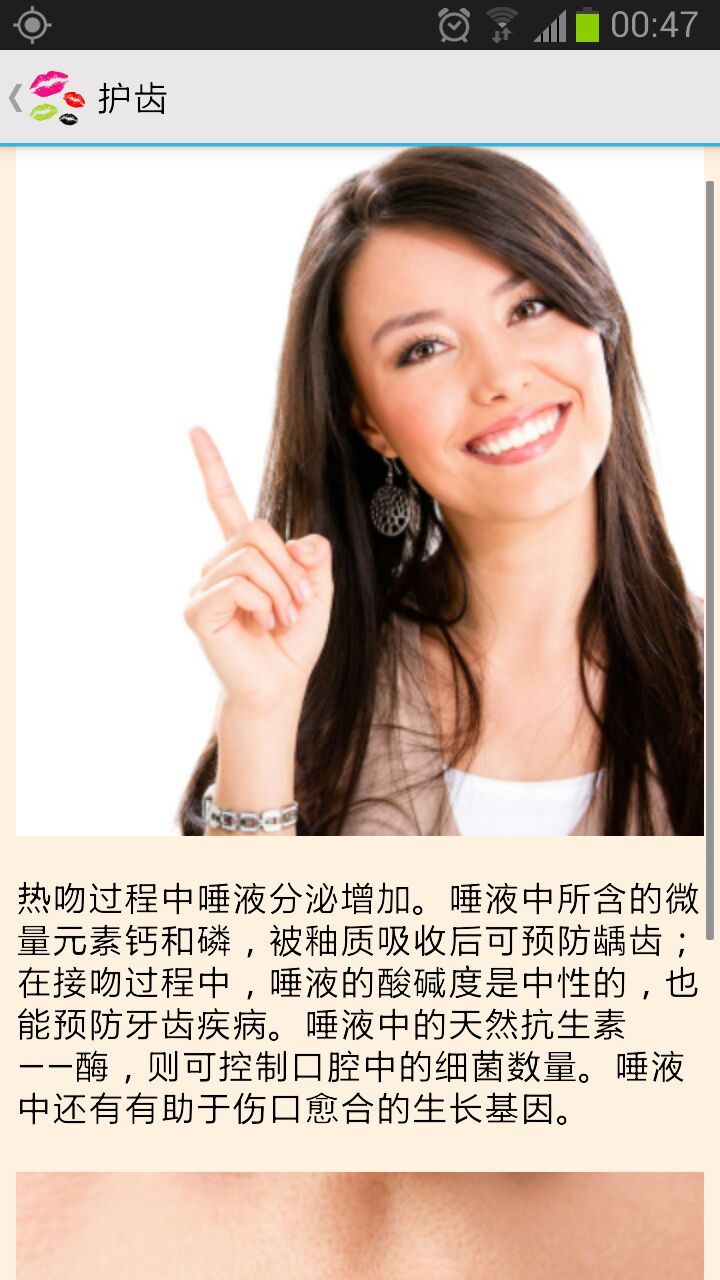 00:47
护齿
热吻过程中唾液分泌增加。唾液中所含的微
量元素钙和磷，被釉质吸收后可预防龋齿；
在接吻过程中，唾液的酸碱度是中性的，也
能预防牙齿疾病。唾液中的天然抗生素
——酶，则可控制口腔中的细菌数量。唾液
中还有有助于伤口愈合的生长基因。